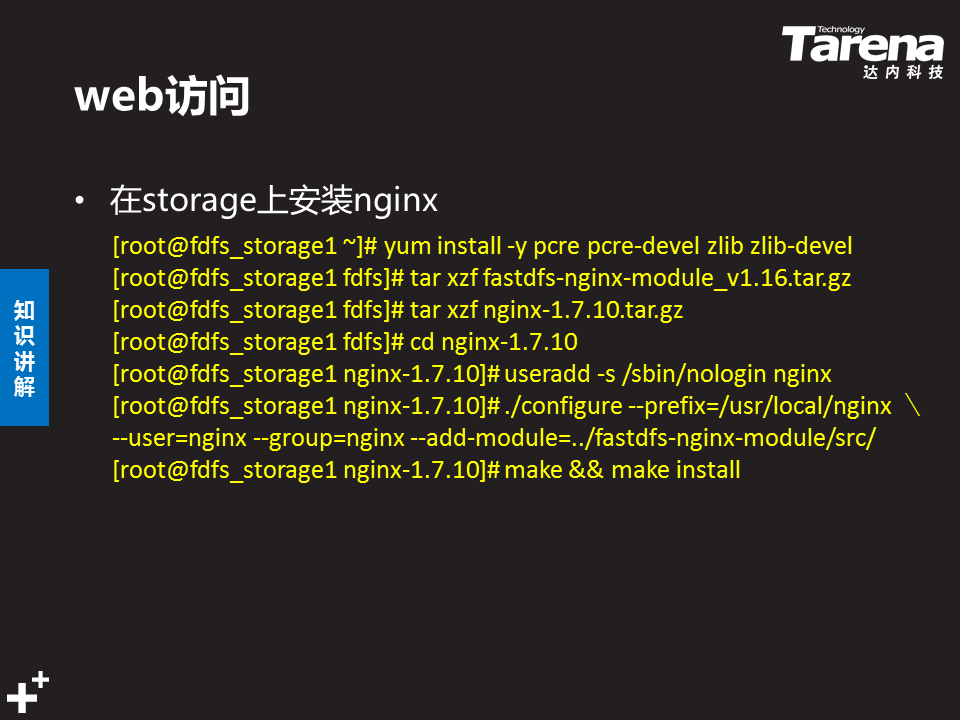 Technology
Tarena
达内科技
web访问
• 在storage上安装nginx
[root@fdfs_storage1 ~]# yum install -y pcre pcre-devel zlib zlib-devel
[root@fdfs_storage1 fdfs]# tar xzf fastdfs-nginx-module_v1.16.tar.gz
[root@fdfs_storage1 fdfs]# tar xzf nginx-1.7.10.tar.gz
[root@fdfs_storage1 fdfs]# cd nginx-1.7.10
[root@fdfs_storage1 nginx-1.7.10]# useradd -s /sbin/nologin nginx
[root@fdfs_storage1 nginx-1.7.10]# ./configure --prefix=/usr/local/nginx \
--user=nginx --group=nginx --add-module=../fastdfs-nginx-module/src/
[root@fdfs_storage1 nginx-1.7.10]# make && make install
知识讲解